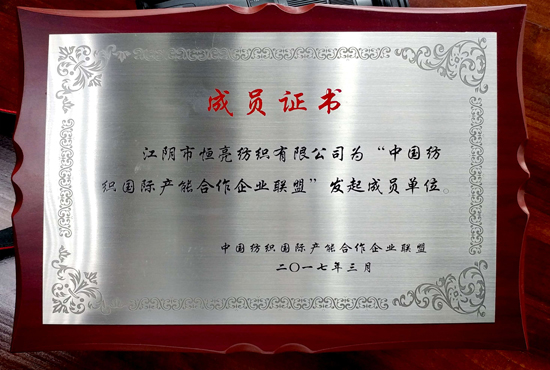 成员证书
江阴市恒亮纺织有限公司为“中国纺
织国际产能合作企业联盟”发起成员单位。
中国纺织国际产能合作企业联盟
二〇一七年三月